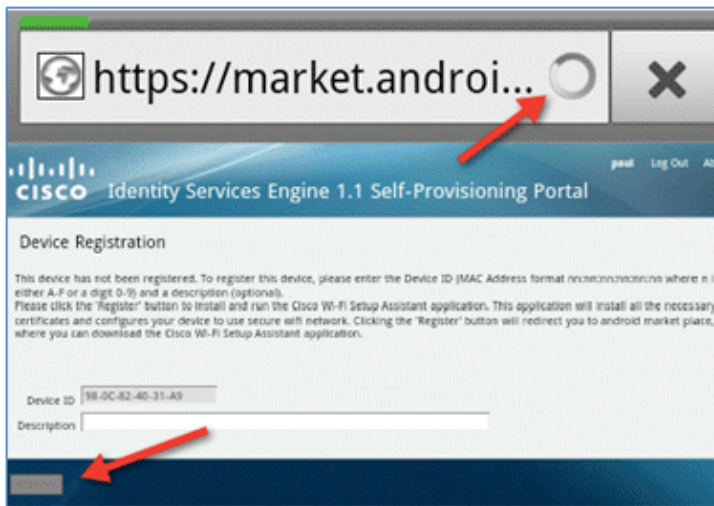 https://market.androi...
paul Log Out Ab
CISCO Identity Services Engine 1.1 Self-Provisioning Portal
Device Registration
This device has not been registered. To register this device, please enter the Device ID (MAC Address format nn:nn:nn:nn:nn:nn where n i
either A-F or a digit 0-9) and a description (optional).
Please click the 'Register' button to install and run the Cisco Wi-Fi Setup Assistant application. This application will install all the necessary
certificates and configures your device to use secure wifi network. Clicking the 'Register' button will redirect you to android market place,
where you can download the Cisco Wi-Fi Setup Assistant application.
Device ID 98-0C-82-40-31-A9
Description
Register